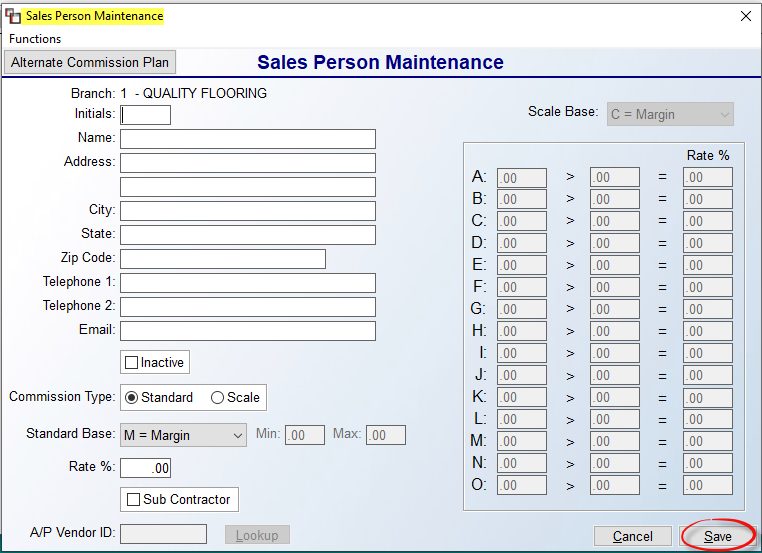 Sales Person Maintenance
Functions
Alternate Commission Plan
Sales Person Maintenance
Branch: 1 - QUALITY FLOORING
Initials:
Name:
Address:
City:
State:
Zip Code:
Telephone 1:
Telephone 2:
Email:
Inactive
Commission Type: Standard Scale
Standard Base: M = Margin Min: .00 Max: .00
Rate %: .00
Sub Contractor
A/P Vendor ID: Lookup
Scale Base: C = Margin
Rate %
A: .00 > .00 = .00
B: .00 > .00 = .00
C: .00 > .00 = .00
D: .00 > .00 = .00
E: .00 > .00 = .00
F: .00 > .00 = .00
G: .00 > .00 = .00
H: .00 > .00 = .00
I: .00 > .00 = .00
J: .00 > .00 = .00
K: .00 > .00 = .00
L: .00 > .00 = .00
M: .00 > .00 = .00
N: .00 > .00 = .00
O: .00 > .00 = .00
Cancel Save